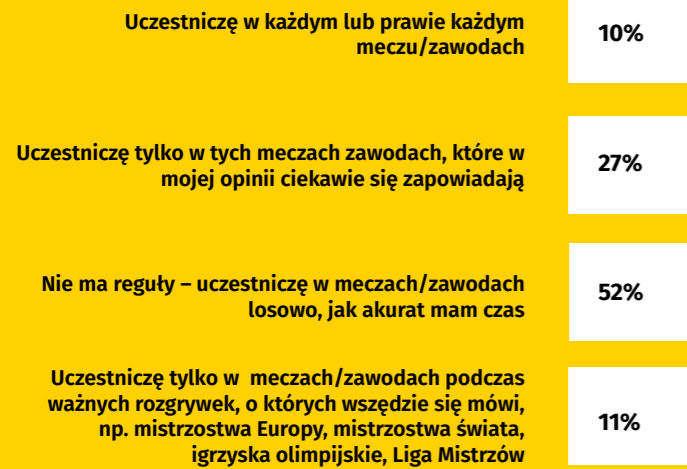 Uczestniczę w każdym lub prawie każdym
meczu/zawodach
10%
Uczestniczę tylko w tych meczach zawodach, które w
mojej opinii ciekawie się zapowiadają
27%
Nie ma reguły – uczestniczę w meczach/zawodach
losowo, jak akurat mam czas
52%
Uczestniczę tylko w meczach/zawodach podczas
ważnych rozgrywek, o których wszędzie się mówi,
np. mistrzostwa Europy, mistrzostwa świata,
igrzyska olimpijskie, Liga Mistrzów
11%